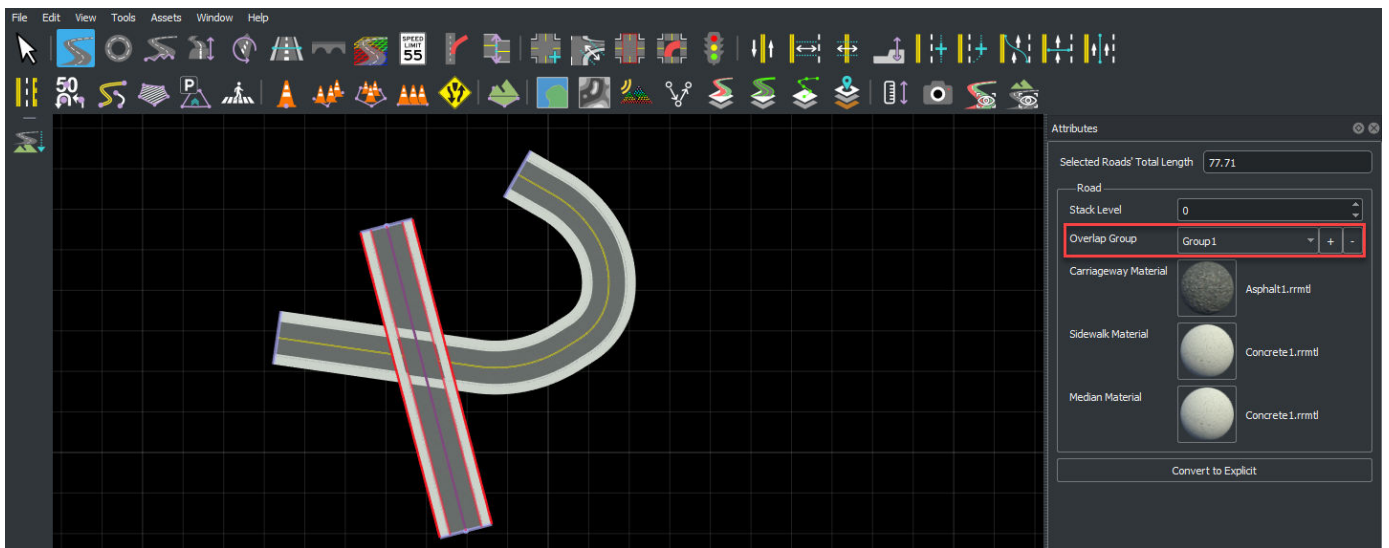 File Edit View Tools Assets Window Help
SPEED
LIMIT
55
50
P
Attributes
Selected Roads' Total Length 77.71
Road
Stack Level 0
Overlap Group Group1 + -
Carriageway Material Asphalt1.rrmtl
Sidewalk Material Concrete1.rrmtl
Median Material Concrete1.rrmtl
Convert to Explicit